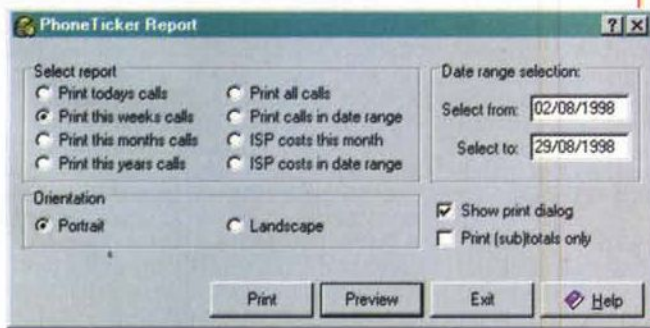 PhoneTicker Report
Select report
Print todays calls
Print this weeks calls
Print this months calls
Print this years calls
Print all calls
Print calls in date range
ISP costs this month
ISP costs in date range
Date range selection:
Select from: 02/08/1998
Select to: 29/08/1998
Orientation
Portrait
Landscape
Show print dialog
Print (sub)totals only
Print
Preview
Exit
Help